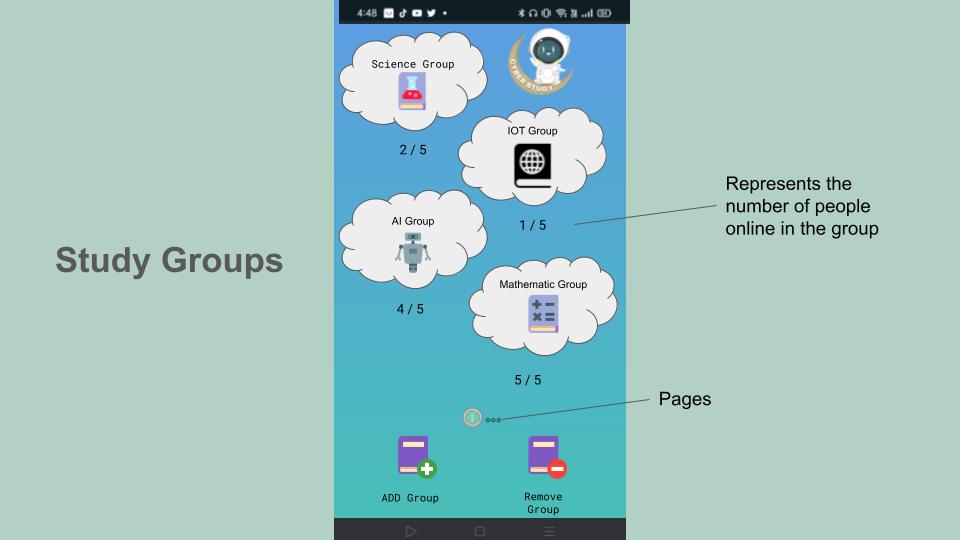 4:48
Science Group
CYBER STUDY
IOT Group
2 / 5
Represents the
number of people
online in the group
AI Group
1 / 5
Study Groups
Mathematic Group
4 / 5
5 / 5
Pages
1
ADD Group
Remove
Group